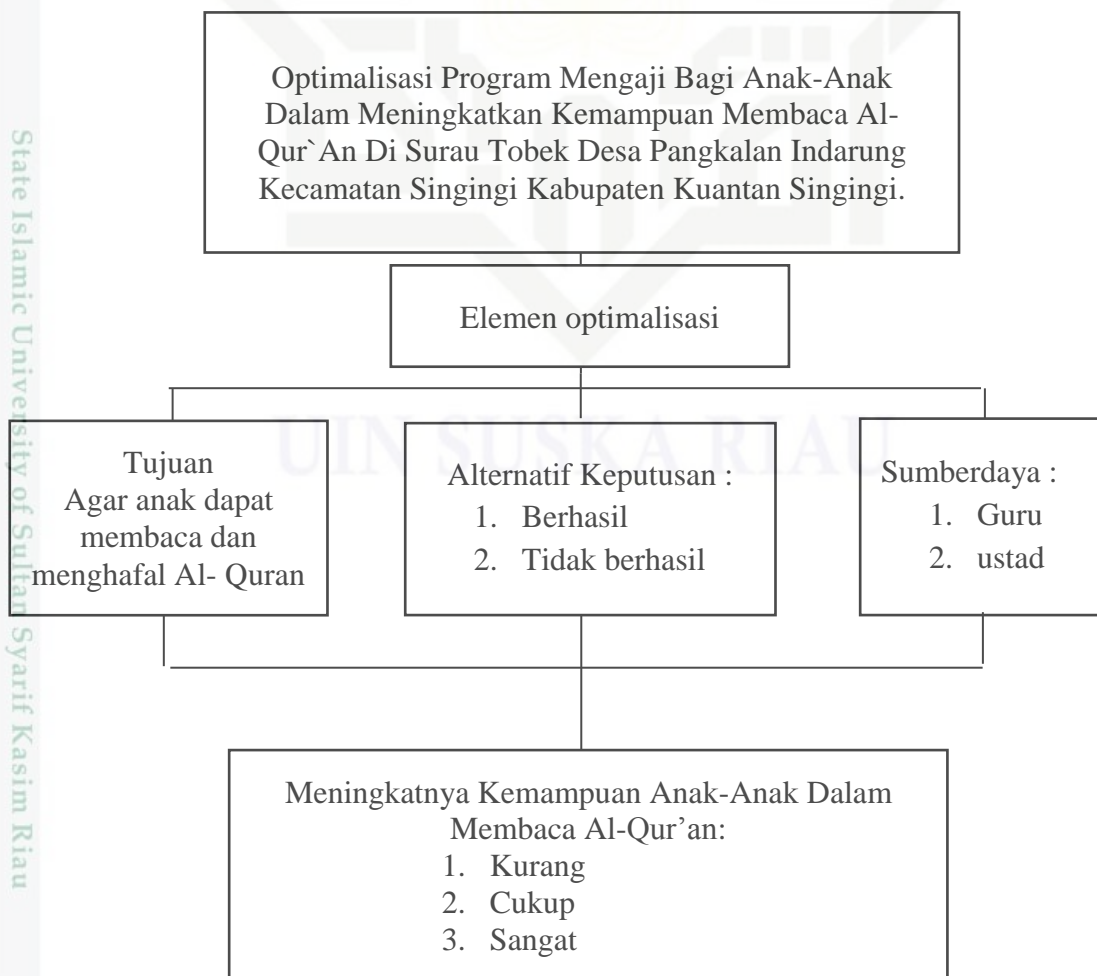 Optimalisasi Program Mengaji Bagi Anak-Anak
Dalam Meningkatkan Kemampuan Membaca Al-
Qur`An Di Surau Tobek Desa Pangkalan Indarung
Kecamatan Singingi Kabupaten Kuantan Singingi.
Elemen optimalisasi
Tujuan
Agar anak dapat
membaca dan
menghafal Al- Quran
Alternatif Keputusan :
1. Berhasil
2. Tidak berhasil
Sumberdaya :
1. Guru
2. ustad
Meningkatnya Kemampuan Anak-Anak Dalam
Membaca Al-Qur’an:
1. Kurang
2. Cukup
3. Sangat
State Islamic University of Sultan Syarif Kasim Riau
UIN SUSKA RIAU